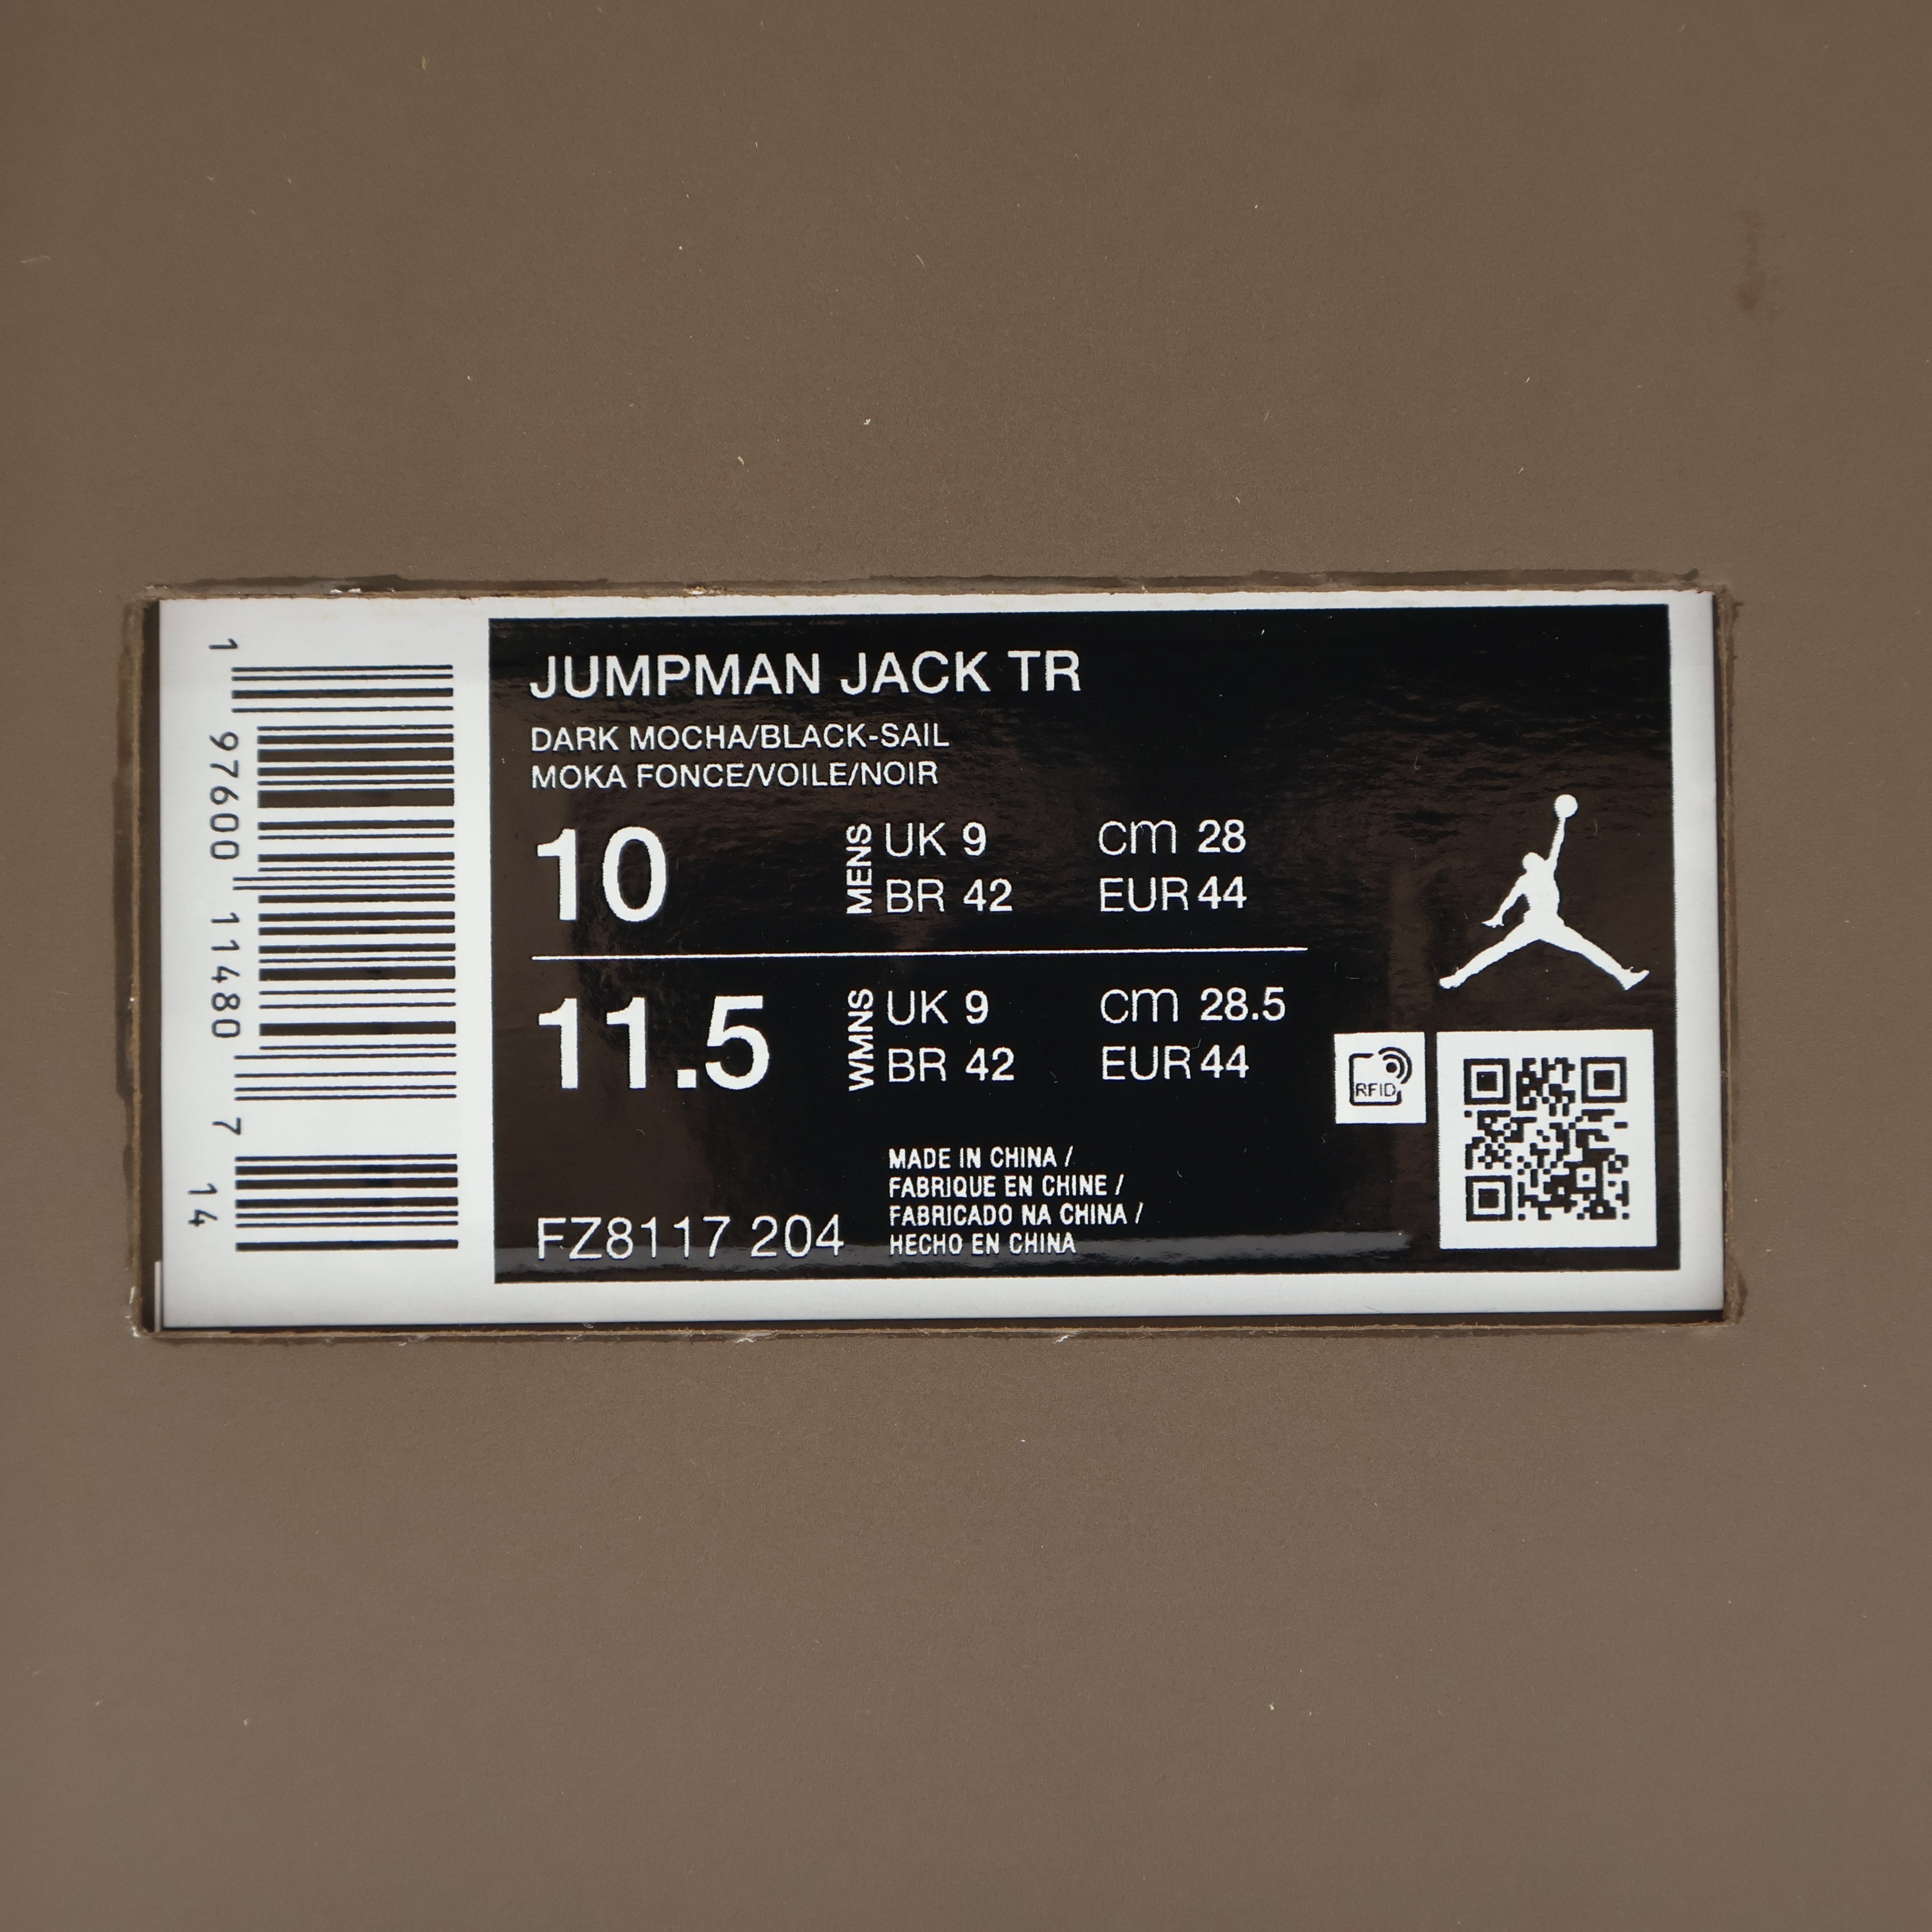 JUMPMAN JACK TR
DARK MOCHA/BLACK-SAIL
MOKA FONCE/VOILE/NOIR
10 MENS UK 9 cm 28
BR 42 EUR 44
11.5 WMNS UK 9 cm 28.5
BR 42 EUR 44
RFID
MADE IN CHINA /
FABRIQUE EN CHINE /
FABRICADO NA CHINA /
HECHO EN CHINA
FZ8117 204
1 97600 11480 7 14